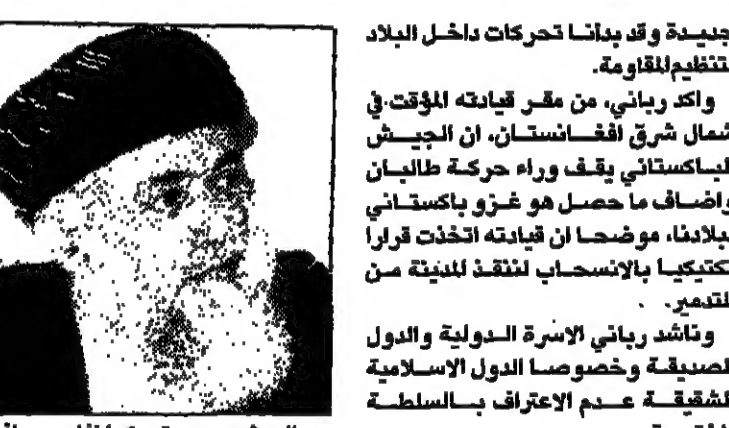 جديدة وقد بدأنا تحركات داخل البلاد
لتنظيم المقاومة.
واكد رباني، من مقر قيادته المؤقت في
شمال شرق افغانستان، ان الجيش
الباكستاني يقف وراء حركة طالبان
واضاف ما حصل هو غزو باكستاني
لبلادنا، موضحا ان قيادته اتخذت قرارا
تكتيكيا بالانسحاب لننقذ المدينة من
التدمير.
وناشد رباني الاسرة الدولية والدول
الصديقة وخصوصا الدول الاسلامية
الشقيقة عدم الاعتراف بالسلطة